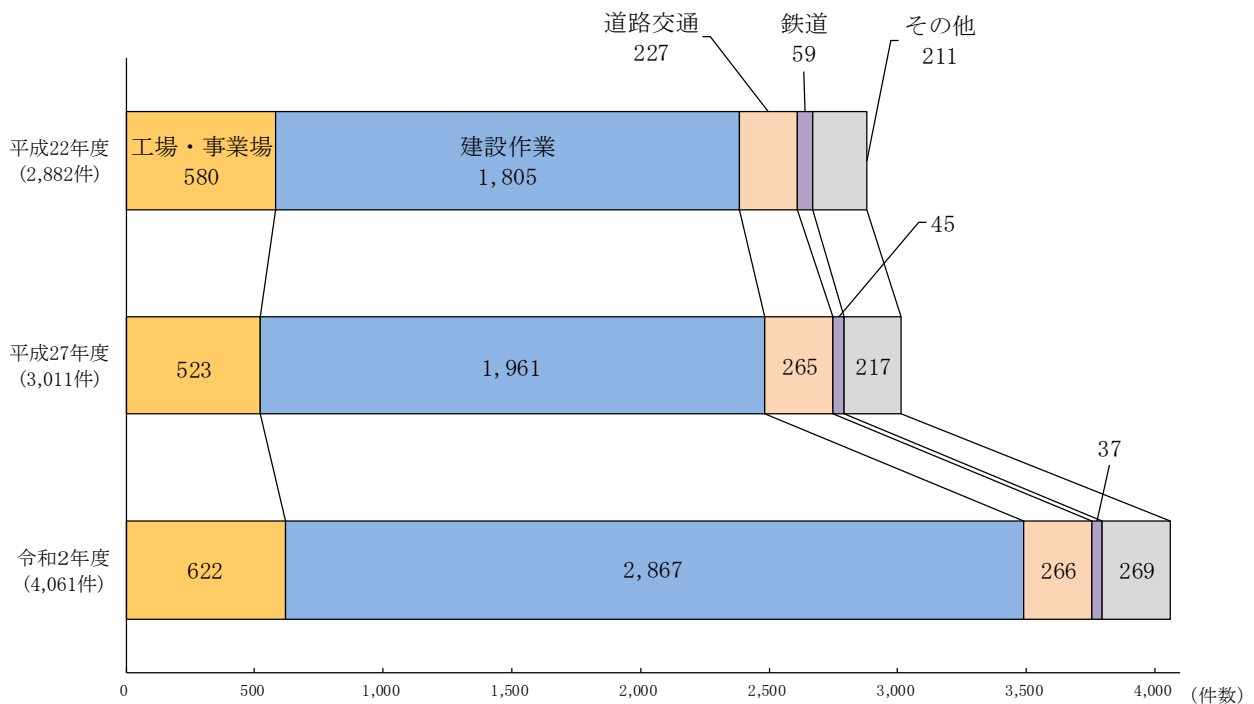 道路交通
227
鉄道
59
その他
211
平成22年度
(2,882件)
工場・事業場
580
建設作業
1,805
45
平成27年度
(3,011件)
523
1,961
265
217
37
令和2年度
(4,061件)
622
2,867
266
269
0 500 1,000 1,500 2,000 2,500 3,000 3,500 4,000 (件数)